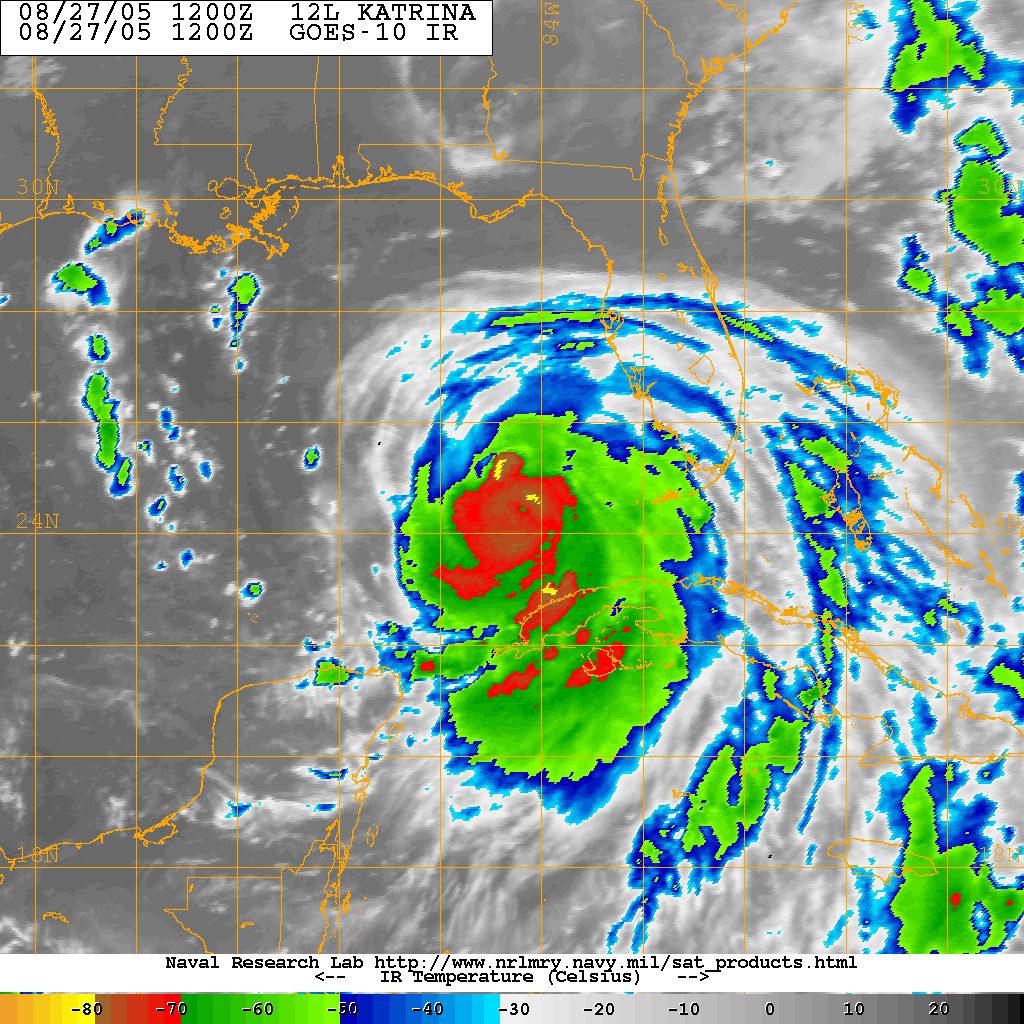 08/27/05 1200Z 12L KATRINA
08/27/05 1200Z GOES-10 IR
84W
30N 30N
24N 24N
18N 18N
Naval Research Lab http://www.nrlmry.navy.mil/sat_products.html
<-- IR Temperature (Celsius) -->
-80 -70 -60 -50 -40 -30 -20 -10 0 10 20